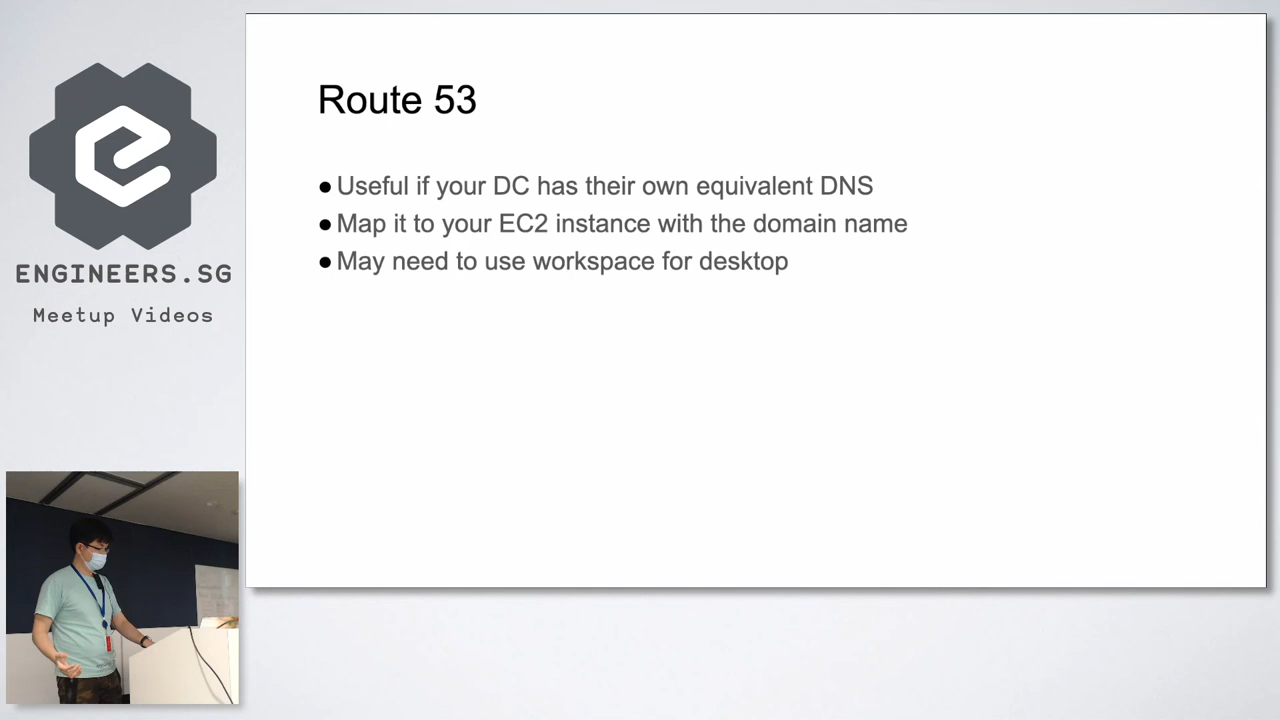 Route 53
● Useful if your DC has their own equivalent DNS
● Map it to your EC2 instance with the domain name
● May need to use workspace for desktop
ENGINEERS.SG
Meetup Videos